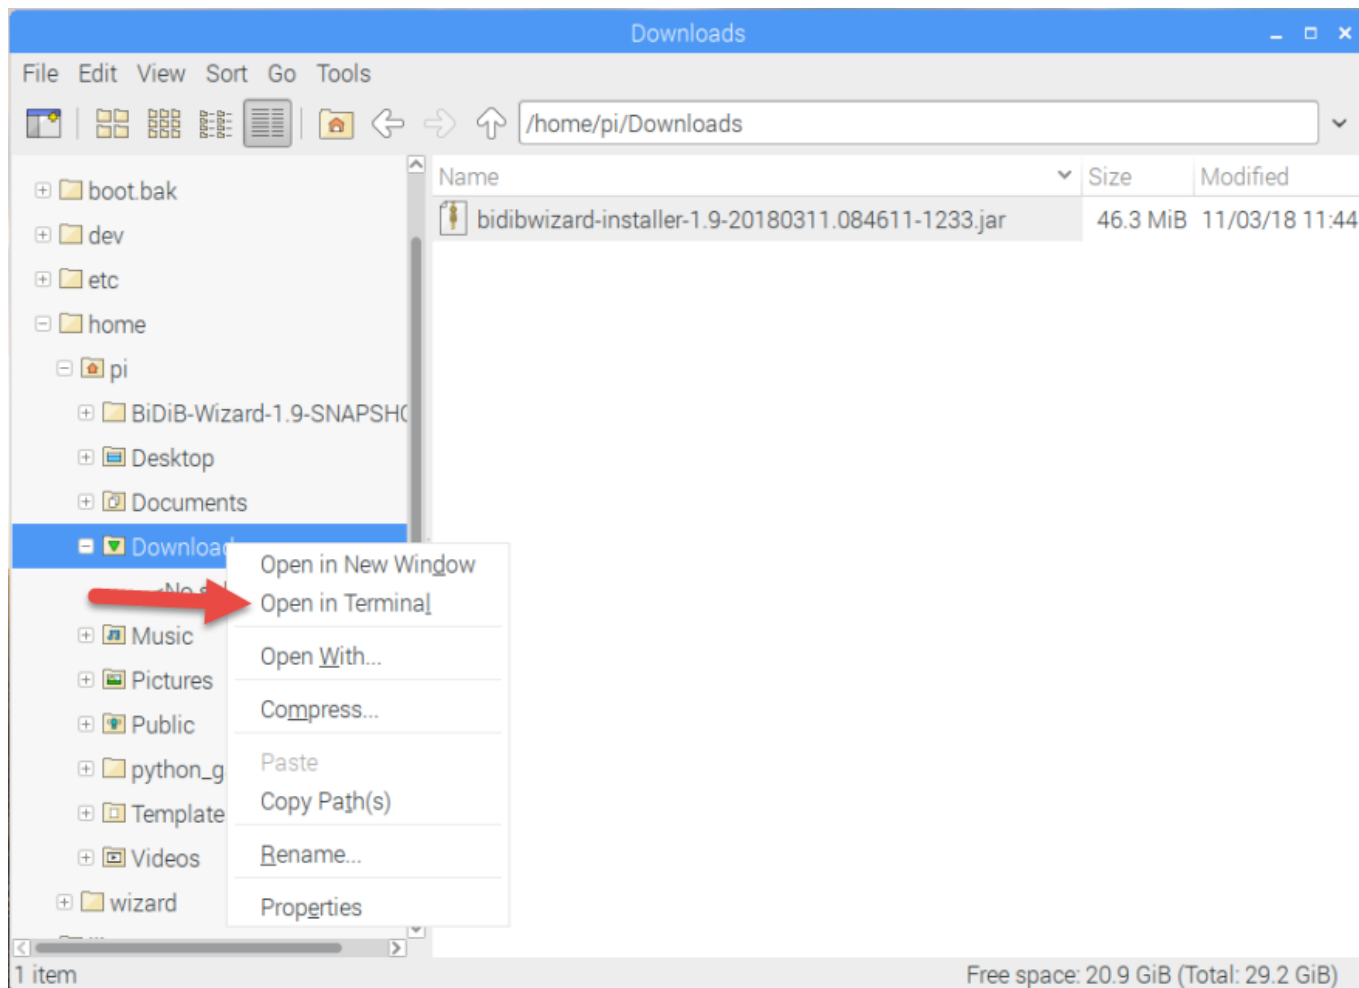 Downloads
File Edit View Sort Go Tools
/home/pi/Downloads
Name Size Modified
bidibwizard-installer-1.9-20180311.084611-1233.jar 46.3 MiB 11/03/18 11:44
boot.bak
dev
etc
home
pi
BiDiB-Wizard-1.9-SNAPSHO
Desktop
Documents
Download
<No s
Music
Pictures
Public
python_g
Template
Videos
wizard
Open in New Window
Open in Terminal
Open With...
Compress...
Paste
Copy Path(s)
Rename...
Properties
1 item
Free space: 20.9 GiB (Total: 29.2 GiB)